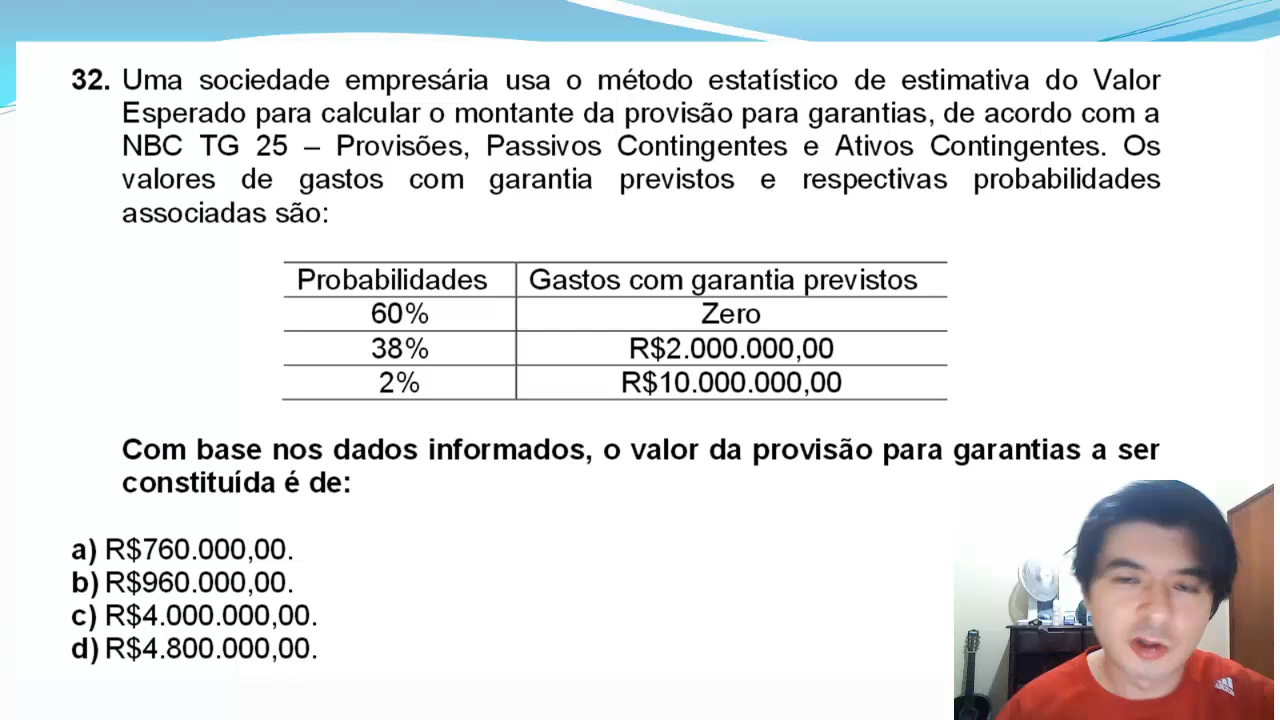 32. Uma sociedade empresária usa o método estatístico de estimativa do Valor
Esperado para calcular o montante da provisão para garantias, de acordo com a
NBC TG 25 – Provisões, Passivos Contingentes e Ativos Contingentes. Os
valores de gastos com garantia previstos e respectivas probabilidades
associadas são:
Probabilidades Gastos com garantia previstos
60% Zero
38% R$2.000.000,00
2% R$10.000.000,00
Com base nos dados informados, o valor da provisão para garantias a ser
constituída é de:
a) R$760.000,00.
b) R$960.000,00.
c) R$4.000.000,00.
d) R$4.800.000,00.